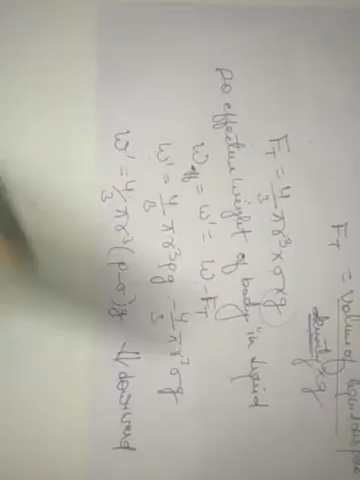 F_T = Volume of liquid
density × g
F_T = 4/3 πr³ × σ × g
so effective weight of body in liquid
W_eff = W' = W - F_T
W' = 4/3 πr³ρg - 4/3 πr³σg
W' = 4/3 πr³(ρ-σ)g downward